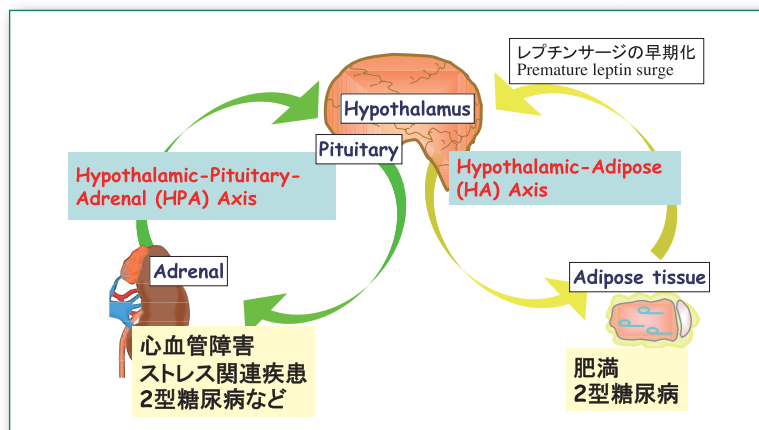 レプチンサージの早期化
Premature leptin surge
Hypothalamus
Pituitary
Hypothalamic-Pituitary-
Adrenal (HPA) Axis
Hypothalamic-Adipose
(HA) Axis
Adrenal
Adipose tissue
心血管障害
ストレス関連疾患
2型糖尿病など
肥満
2型糖尿病